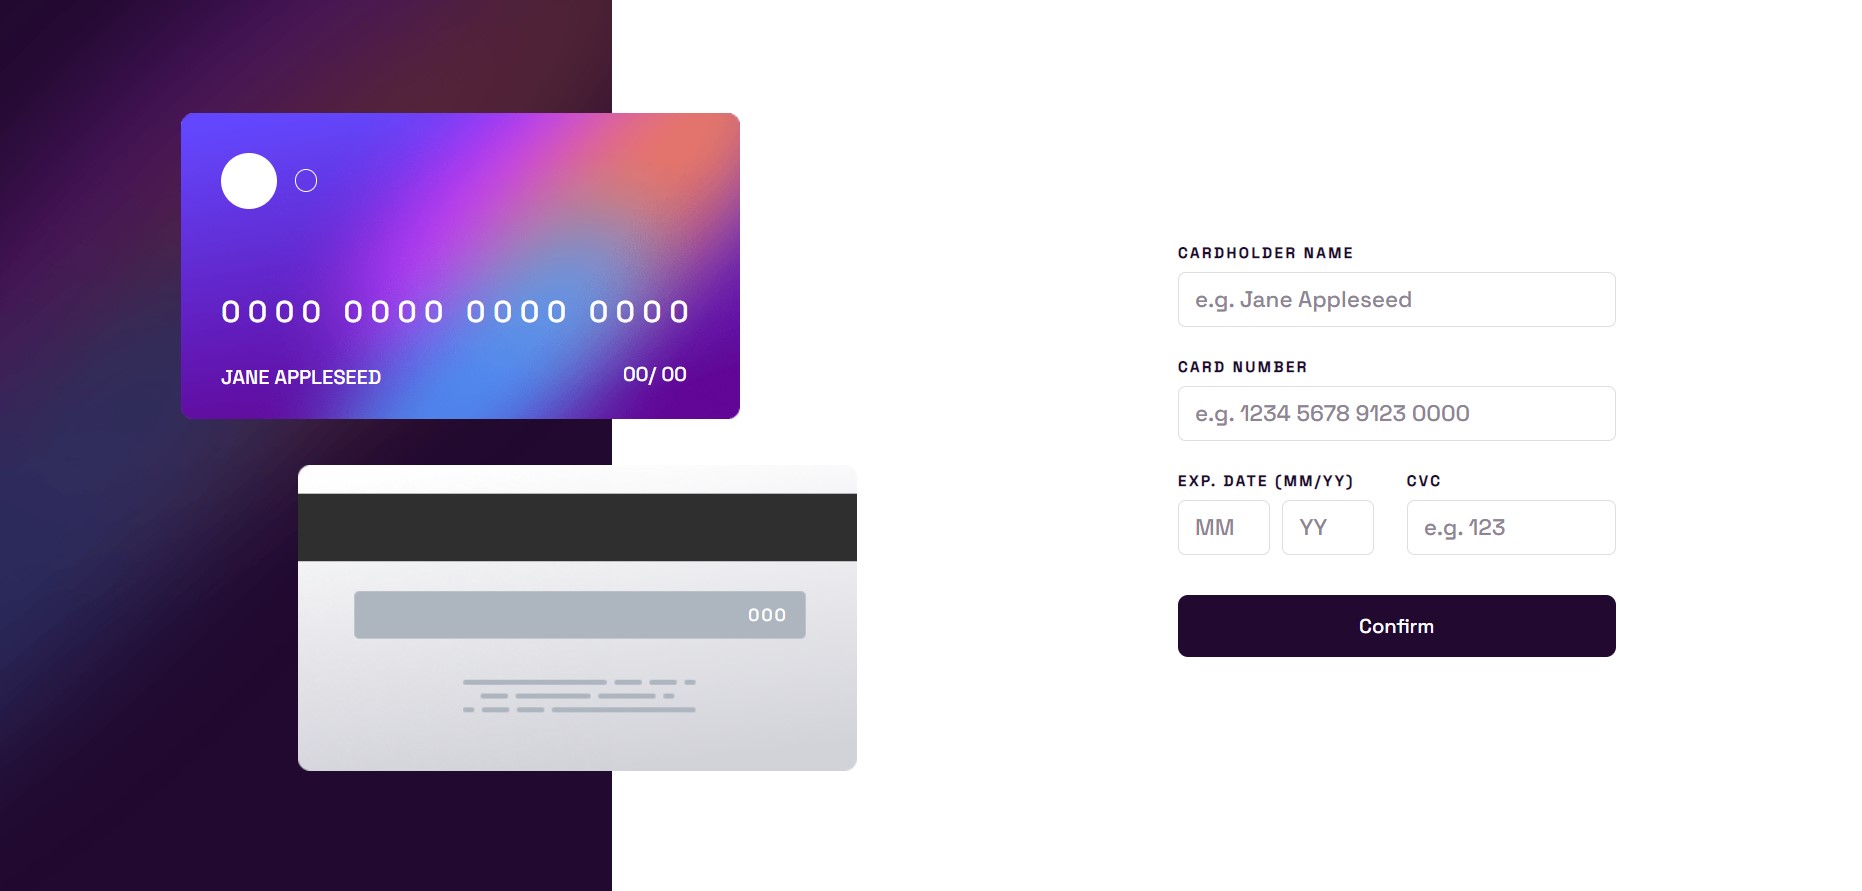 0000 0000 0000 0000
JANE APPLESEED
00/ 00
000
CARDHOLDER NAME
e.g. Jane Appleseed
CARD NUMBER
e.g. 1234 5678 9123 0000
EXP. DATE (MM/YY)
CVC
MM
YY
e.g. 123
Confirm